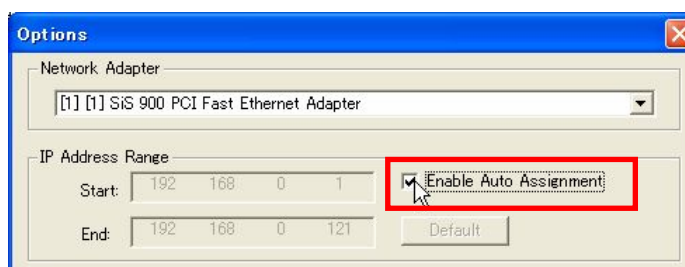 Options
Network Adapter
[1] [1] SiS 900 PCI Fast Ethernet Adapter
IP Address Range
Start: 192 168 0 1 Enable Auto Assignment
End: 192 168 0 121 Default